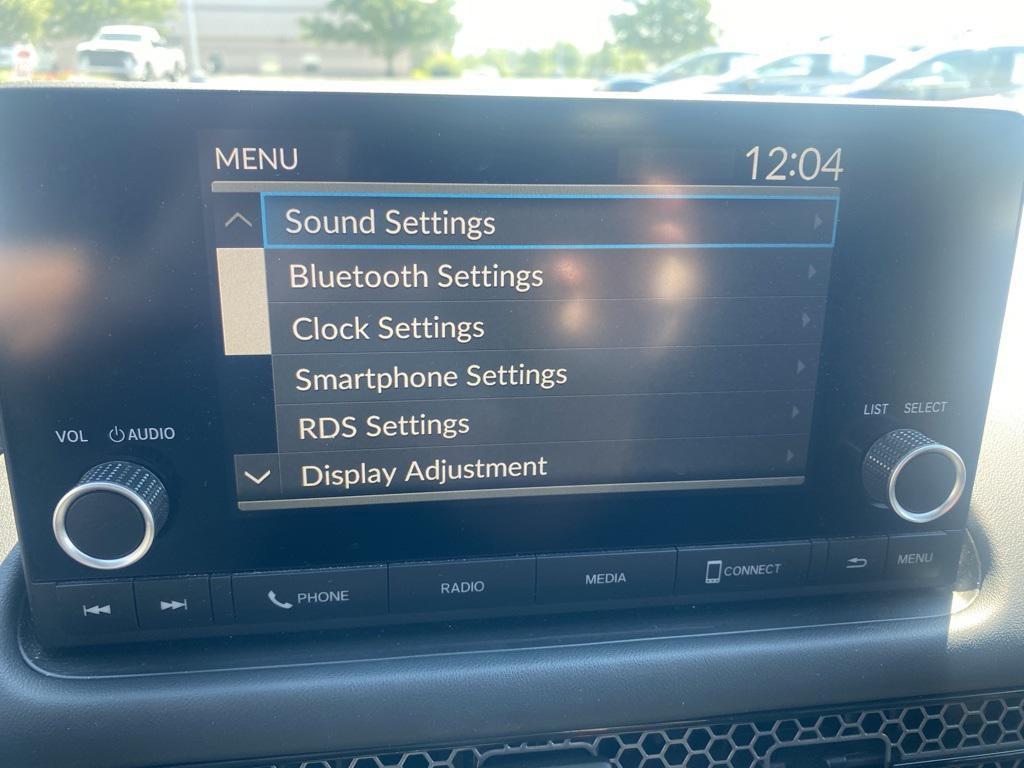 MENU 12:04
Sound Settings
Bluetooth Settings
Clock Settings
Smartphone Settings
RDS Settings
Display Adjustment
VOL AUDIO
LIST SELECT
PHONE RADIO MEDIA CONNECT MENU